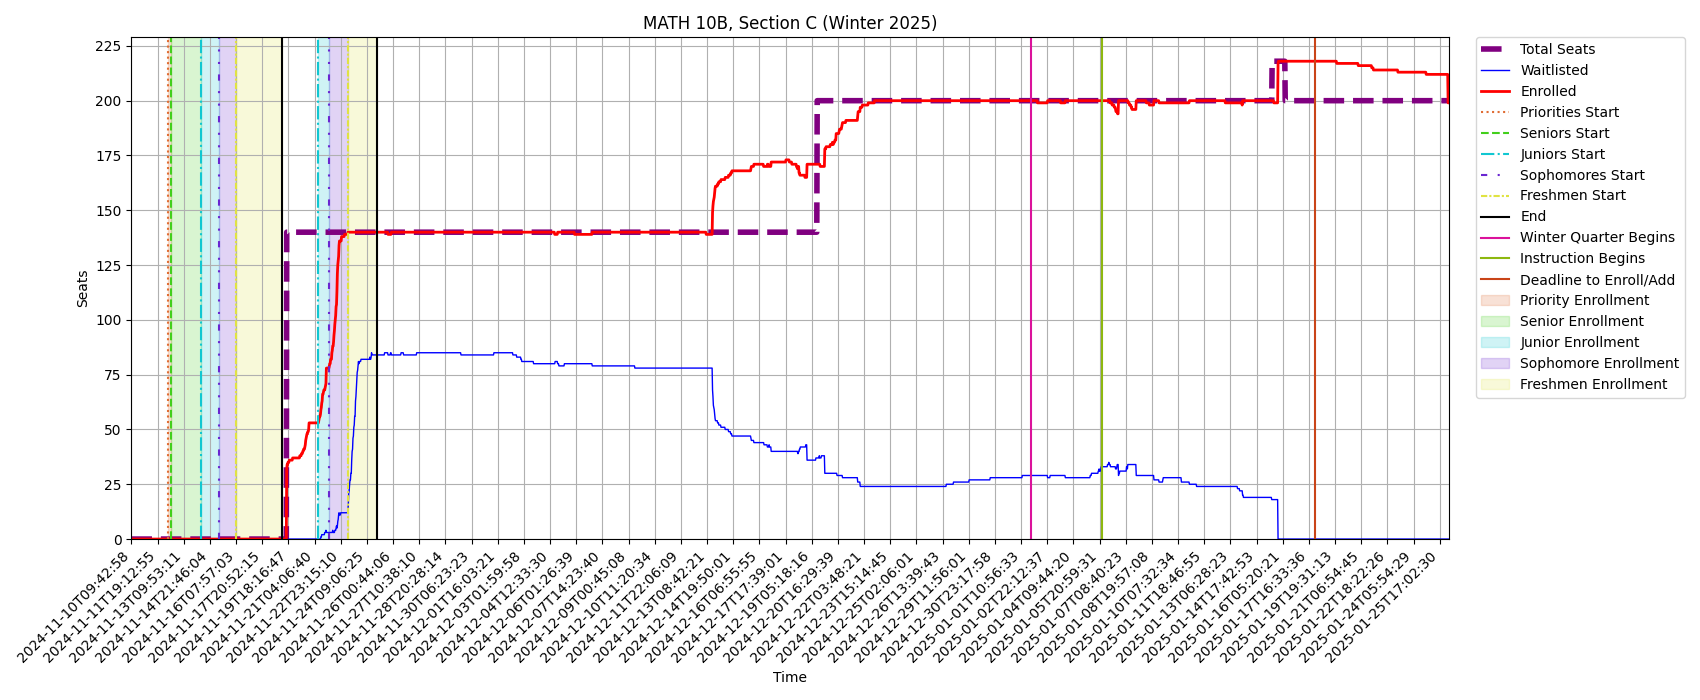 MATH 10B, Section C (Winter 2025)
Seats
225
200
175
150
125
100
75
50
25
0
2024-11-10T09:42:58
2024-11-11T19:12:55
2024-11-13T09:53:11
2024-11-14T21:46:04
2024-11-16T07:57:03
2024-11-17T20:52:15
2024-11-19T18:16:47
2024-11-21T04:06:40
2024-11-22T23:15:10
2024-11-24T09:06:25
2024-11-26T00:44:06
2024-11-27T10:38:10
2024-11-28T20:28:14
2024-11-30T06:23:23
2024-12-01T16:03:21
2024-12-03T01:59:58
2024-12-04T12:33:30
2024-12-06T01:26:39
2024-12-07T14:23:40
2024-12-09T00:45:08
2024-12-10T11:20:34
2024-12-11T22:06:09
2024-12-13T08:42:21
2024-12-14T19:50:01
2024-12-16T06:55:55
2024-12-17T17:39:01
2024-12-19T05:18:16
2024-12-20T16:29:39
2024-12-22T03:48:21
2024-12-23T15:14:45
2024-12-25T02:06:01
2024-12-26T13:39:43
2024-12-29T11:56:01
2024-12-30T23:17:58
2025-01-01T10:56:33
2025-01-02T22:12:37
2025-01-04T09:44:20
2025-01-05T20:59:31
2025-01-07T08:40:23
2025-01-08T19:57:08
2025-01-10T07:32:34
2025-01-11T18:46:55
2025-01-13T06:28:23
2025-01-14T17:42:53
2025-01-16T05:20:21
2025-01-17T16:33:36
2025-01-19T19:31:13
2025-01-21T06:54:45
2025-01-22T18:22:26
2025-01-24T05:54:29
2025-01-25T17:02:30
Time
Total Seats
Waitlisted
Enrolled
Priorities Start
Seniors Start
Juniors Start
Sophomores Start
Freshmen Start
End
Winter Quarter Begins
Instruction Begins
Deadline to Enroll/Add
Priority Enrollment
Senior Enrollment
Junior Enrollment
Sophomore Enrollment
Freshmen Enrollment